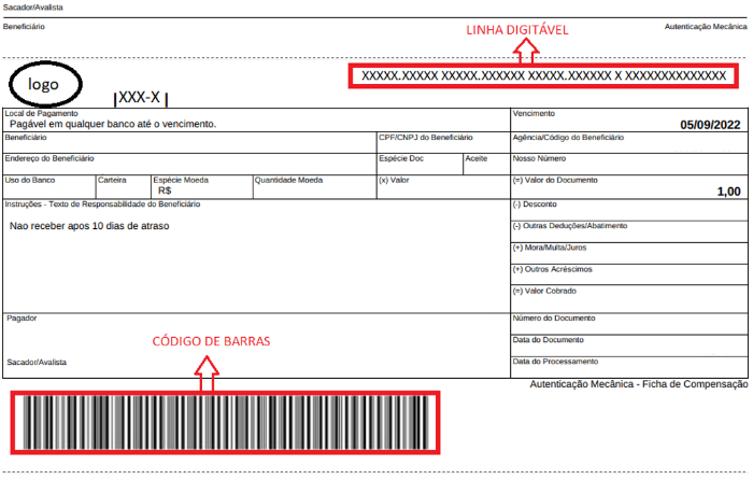 Sacador/Avalista
Beneficiário Autenticação Mecânica
LINHA DIGITÁVEL
XXXXX.XXXXX XXXXX.XXXXXX XXXXX.XXXXXX X XXXXXXXXXXXXXX
logo
|XXX-X|
Local de Pagamento Vencimento
Pagável em qualquer banco até o vencimento. 05/09/2022
Beneficiário CPF/CNPJ do Beneficiário Agência/Código do Beneficiário
Endereço do Beneficiário Espécie Doc Aceite Nosso Número
Uso do Banco Carteira Espécie Moeda Quantidade Moeda (x) Valor (=) Valor do Documento
R$ 1,00
Instruções - Texto de Responsabilidade do Beneficiário (-) Desconto
Nao receber apos 10 dias de atraso (-) Outras Deduções/Abatimento
(+) Mora/Multa/Juros
(+) Outros Acréscimos
(=) Valor Cobrado
Pagador Número do Documento
CÓDIGO DE BARRAS Data do Documento
Sacador/Avalista Data do Processamento
Autenticação Mecânica - Ficha de Compensação